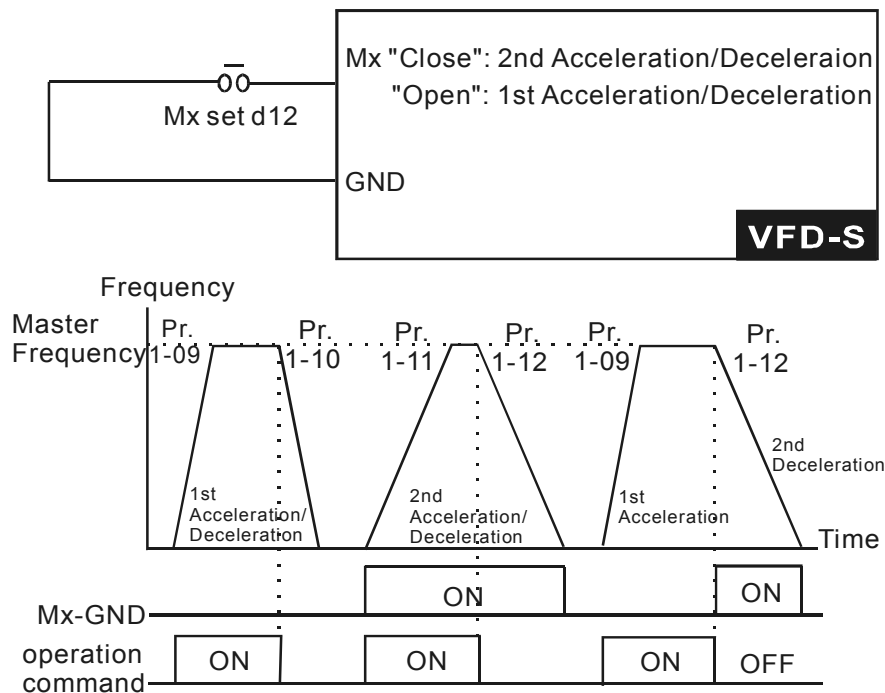 Mx "Close": 2nd Acceleration/Deceleraion
"Open": 1st Acceleration/Deceleration
Mx set d12
GND
VFD-S
Frequency
Master
Frequency
Pr.
1-09
Pr.
1-10
Pr.
1-11
Pr.
1-12
Pr.
1-09
Pr.
1-12
1st
Acceleration/
Deceleration
2nd
Acceleration/
Deceleration
1st
Acceleration
2nd
Deceleration
Time
Mx-GND
ON
ON
operation
command
ON
ON
ON
OFF